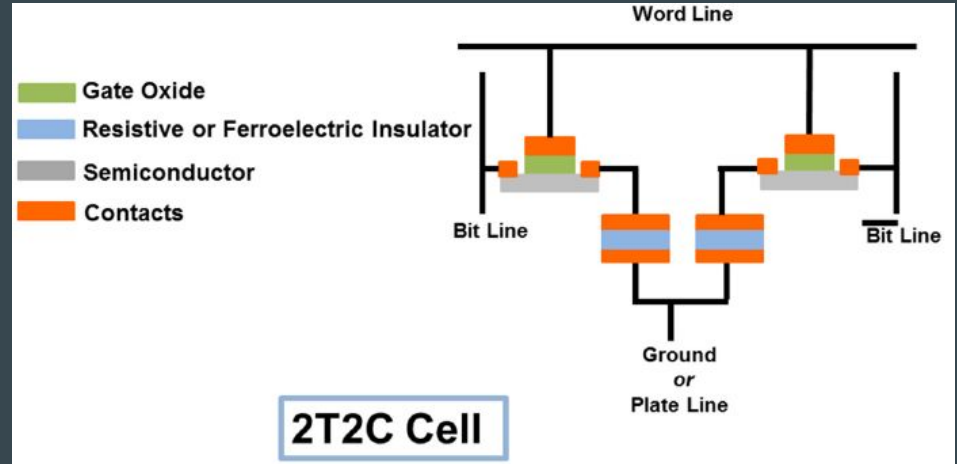 Word Line
Gate Oxide
Resistive or Ferroelectric Insulator
Semiconductor
Contacts
Bit Line
Bit Line
Ground
or
Plate Line
2T2C Cell